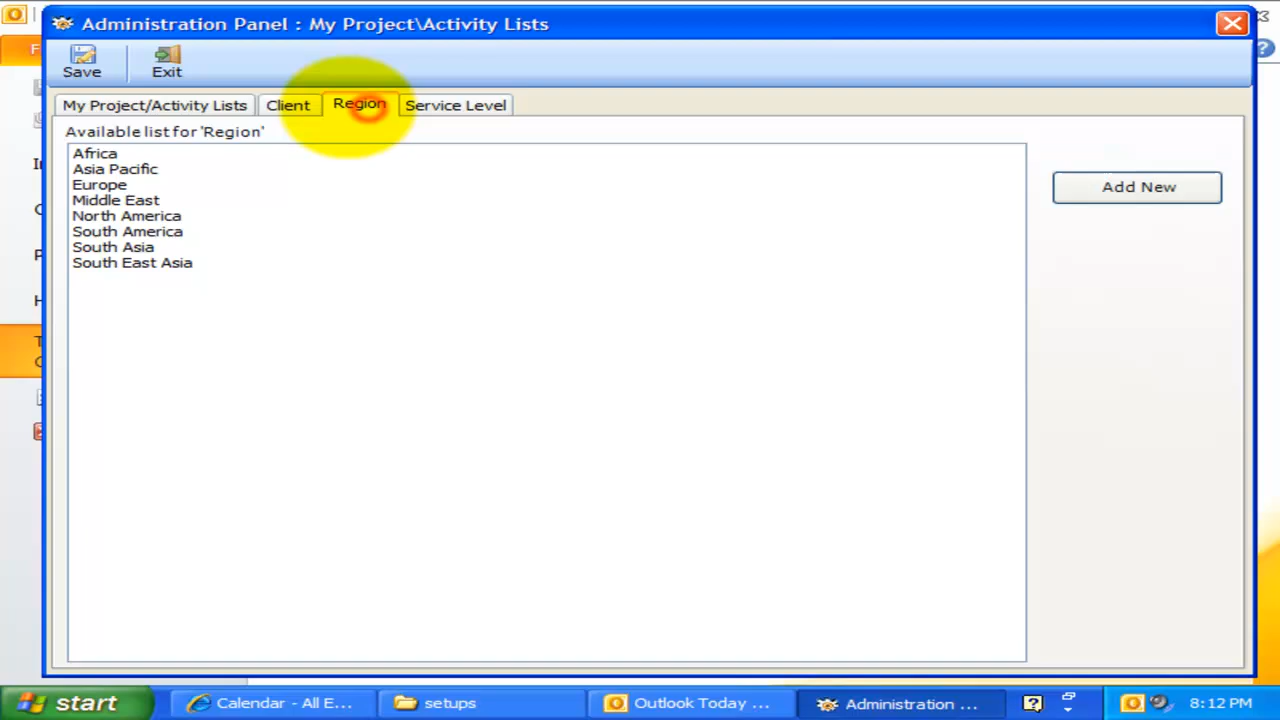 Administration Panel : My Project\Activity Lists
Save
Exit
My Project/Activity Lists
Client
Region
Service Level
Available list for 'Region'
Africa
Asia Pacific
Europe
Middle East
North America
South America
South Asia
South East Asia
Add New
start
Calendar - All E...
setups
Outlook Today ...
Administration ...
8:12 PM